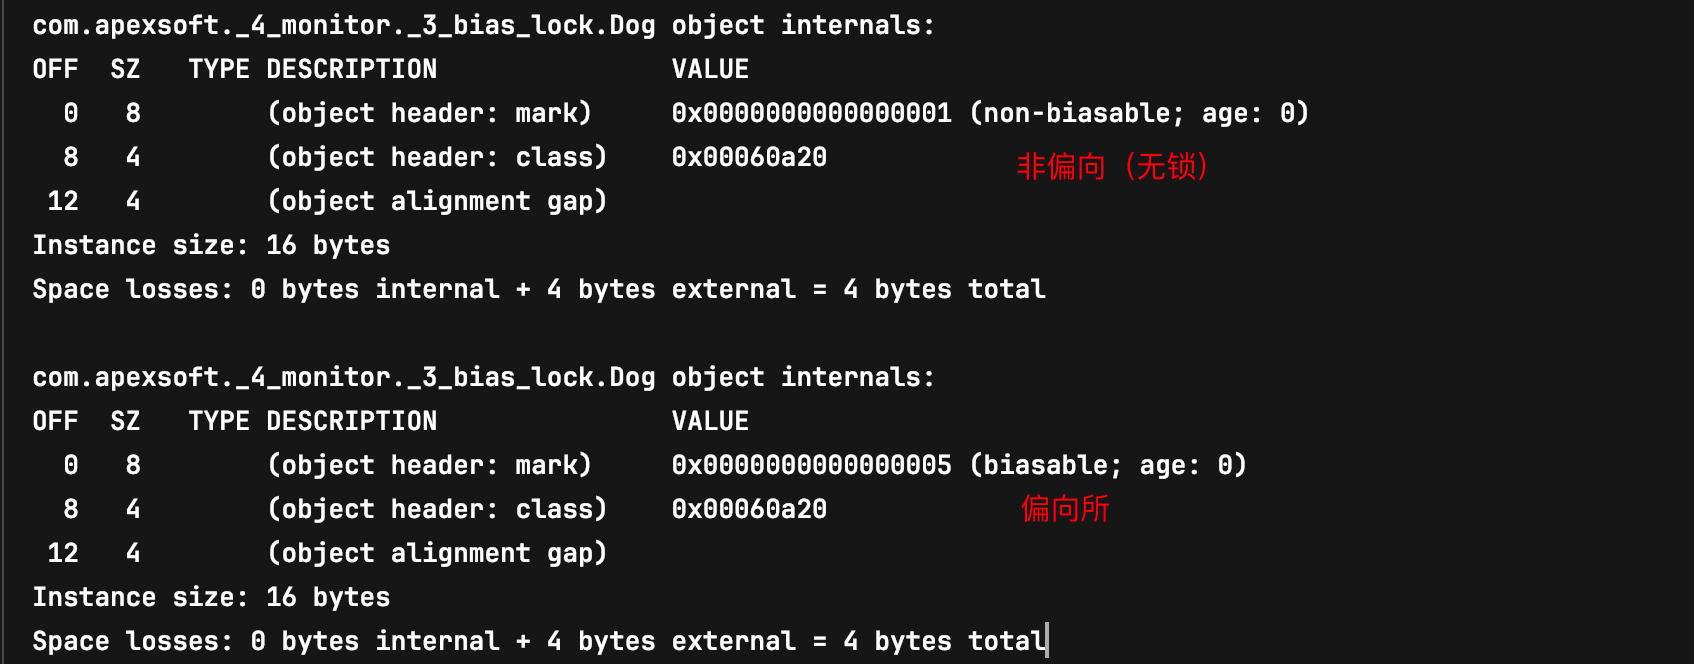 com.apexsoft._4_monitor._3_bias_lock.Dog object internals:
OFF  SZ   TYPE DESCRIPTION               VALUE
  0   8        (object header: mark)     0x0000000000000001 (non-biasable; age: 0)
  8   4        (object header: class)    0x00060a20
非偏向（无锁）
 12   4        (object alignment gap)
Instance size: 16 bytes
Space losses: 0 bytes internal + 4 bytes external = 4 bytes total
com.apexsoft._4_monitor._3_bias_lock.Dog object internals:
OFF  SZ   TYPE DESCRIPTION               VALUE
  0   8        (object header: mark)     0x0000000000000005 (biasable; age: 0)
  8   4        (object header: class)    0x00060a20
偏向所
 12   4        (object alignment gap)
Instance size: 16 bytes
Space losses: 0 bytes internal + 4 bytes external = 4 bytes total